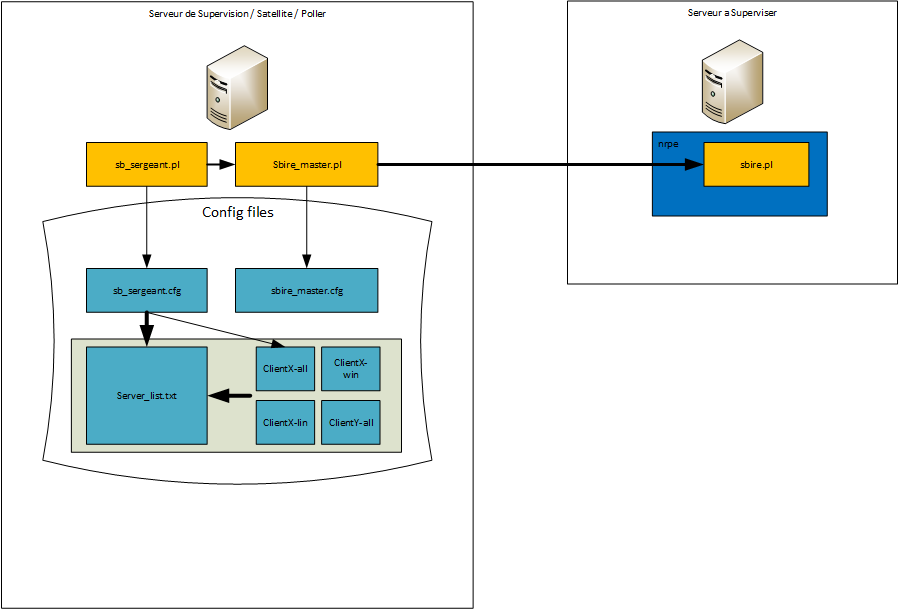 Serveur de Supervision / Satellite / Poller
Serveur a Superviser
sb_sergeant.pl
Sbire_master.pl
nrpe
sbire.pl
Config files
sb_sergeant.cfg
sbire_master.cfg
Server_list.txt
ClientX-all
ClientX-
win
ClientX-lin
ClientY-all